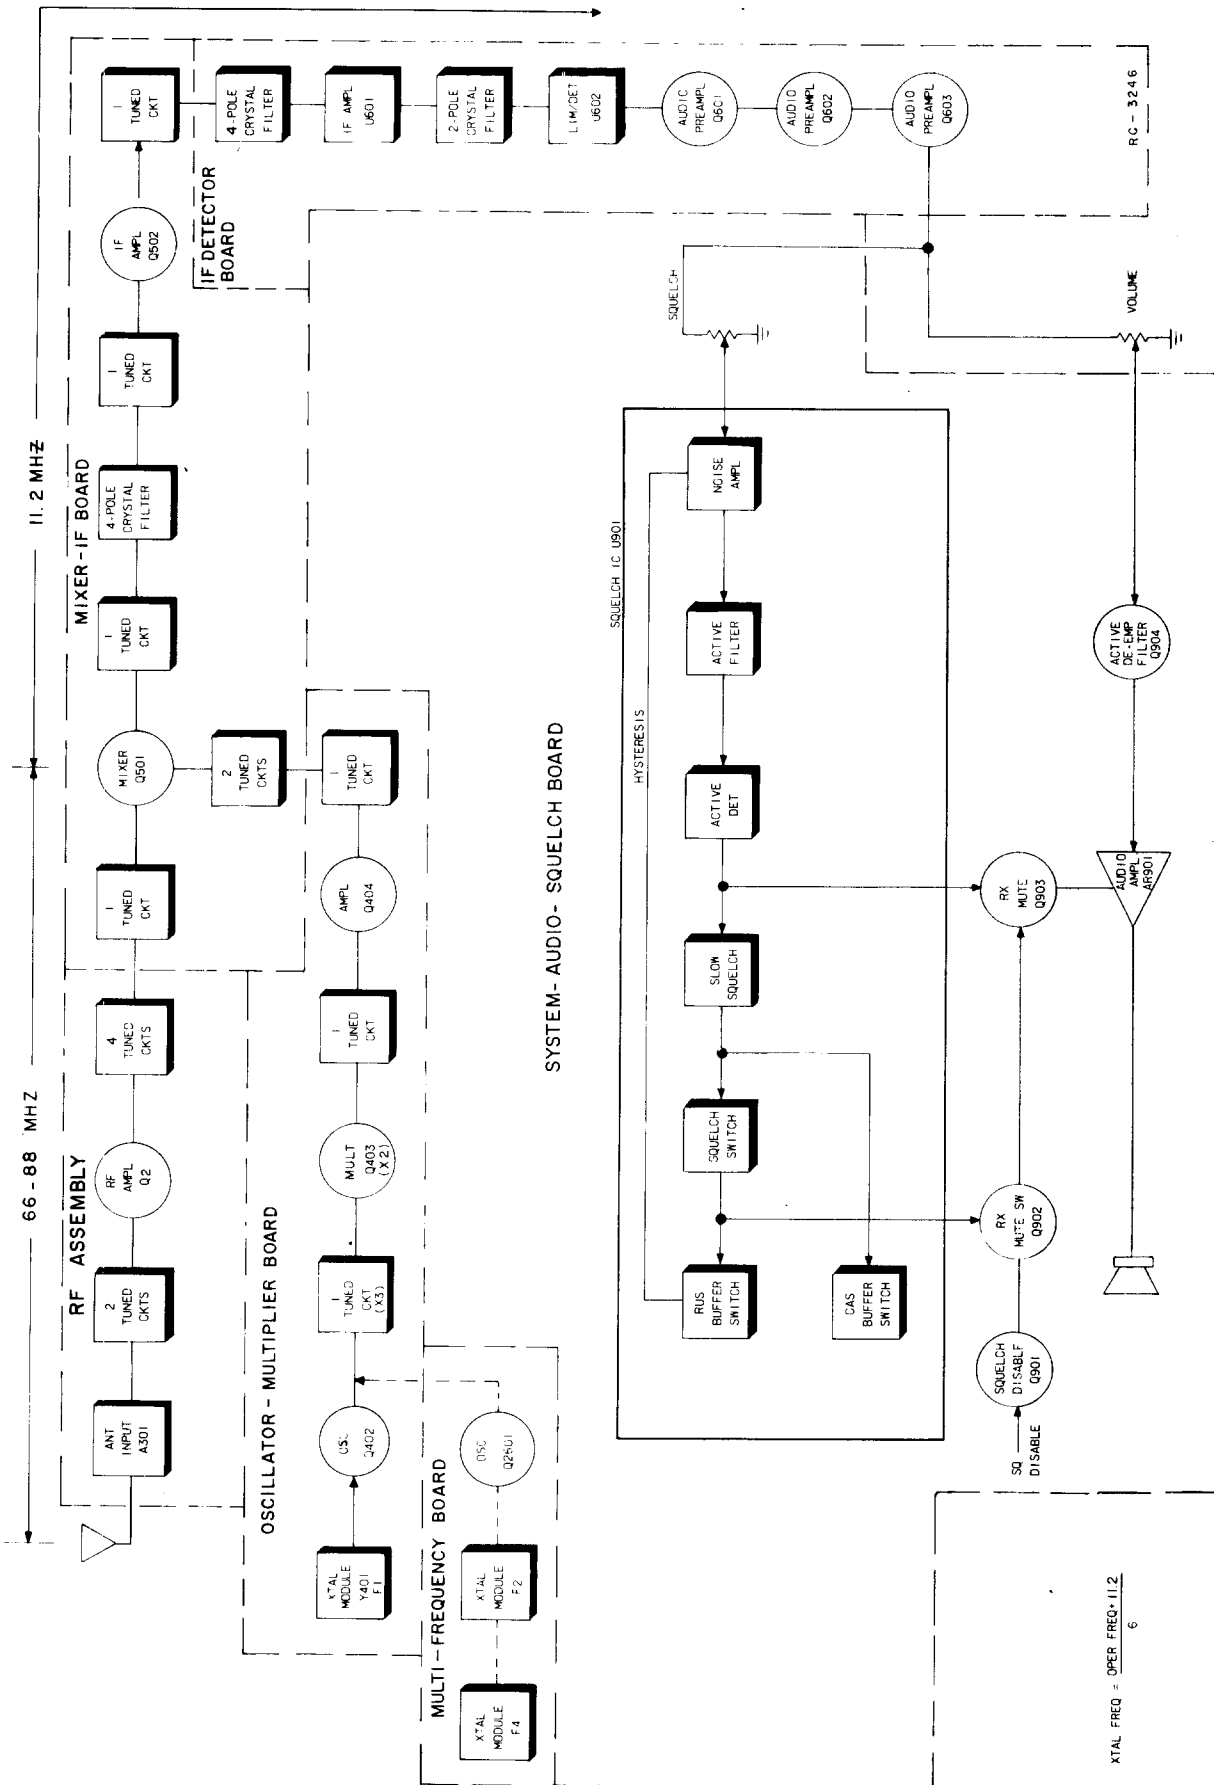 66-88 MHZ
11.2 MHZ
RF ASSEMBLY
MIXER-IF BOARD
ANT
INPUT
A301
2
TUNED
CKTS
RF
AMPL
Q2
4
TUNED
CKTS
1
TUNED
CKT
MIXER
Q501
1
TUNED
CKT
4-POLE
CRYSTAL
FILTER
1
TUNED
CKT
IF
AMPL
Q502
1
TUNED
CKT
2
TUNED
CKTS
IF DETECTOR
BOARD
4-POLE
CRYSTAL
FILTER
IF AMPL
U601
2-POLE
CRYSTAL
FILTER
LIM/DET
U602
AUDIO
PREAMPL
Q601
AUDIO
PREAMPL
Q602
AUDIO
PREAMPL
Q603
RC-3246
OSCILLATOR-MULTIPLIER BOARD
XTAL
MODULE
Y401
F1
OSC
Q402
1
TUNED
CKT
(X3)
MULT
Q403
(X2)
1
TUNED
CKT
AMPL
Q404
1
TUNED
CKT
MULTI-FREQUENCY BOARD
XTAL
MODULE
F4
XTAL
MODULE
F2
OSC
Q2601
SYSTEM-AUDIO-SQUELCH BOARD
SQUELCH IC U901
HYSTERESIS
RUS
BUFFER
SWITCH
SQUELCH
SWITCH
SLOW
SQUELCH
ACTIVE
DET
ACTIVE
FILTER
NOISE
AMPL
SQUELCH
CAS
BUFFER
SWITCH
SQ
DISABLE
SQUELCH
DISABLE
Q901
RX
MUTE SW
Q902
RX
MUTE
Q903
AUDIO
AMPL
AR901
ACTIVE
DE-EMP
FILTER
Q904
VOLUME
XTAL FREQ = OPER FREQ+11.2
6